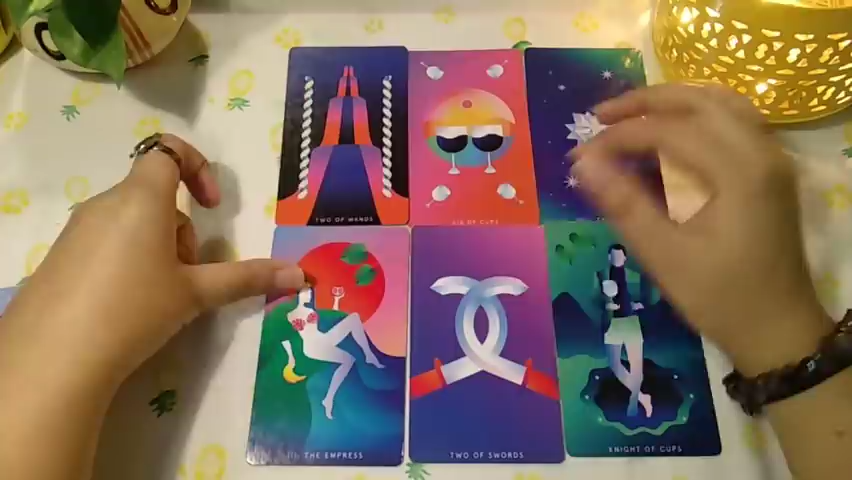 TWO OF WANDS
SIX OF CUPS
III THE EMPRESS
TWO OF SWORDS
KNIGHT OF CUPS